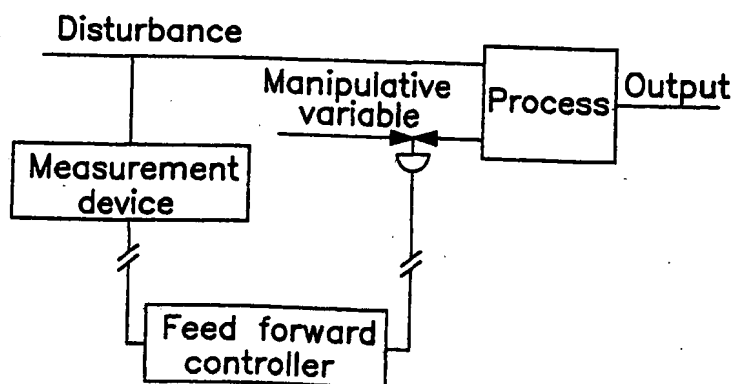 Disturbance
Manipulative
variable
Process
Output
Measurement
device
Feed forward
controller